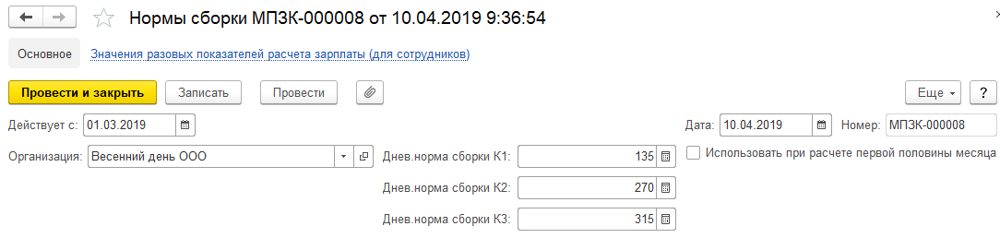 Нормы сборки МПЗК-000008 от 10.04.2019 9:36:54
Основное Значения разовых показателей расчета зарплаты (для сотрудников)
Провести и закрыть Записать Провести Еще ?
Действует с: 01.03.2019 Дата: 10.04.2019 Номер: МПЗК-000008
Организация: Весенний день ООО Днев.норма сборки К1: 135 Использовать при расчете первой половины месяца
Днев.норма сборки К2: 270
Днев.норма сборки К3: 315